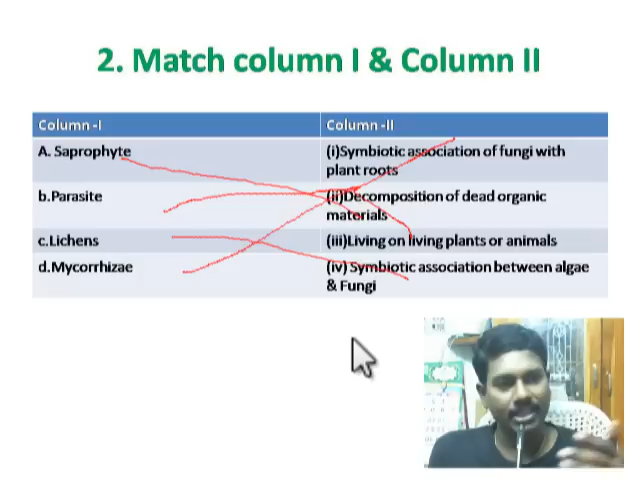 2. Match column I & Column II
Column -I
Column -II
A. Saprophyte
(i)Symbiotic association of fungi with
plant roots
b.Parasite
(ii)Decomposition of dead organic
materials
c.Lichens
(iii)Living on living plants or animals
d.Mycorrhizae
(iv) Symbiotic association between algae
& Fungi